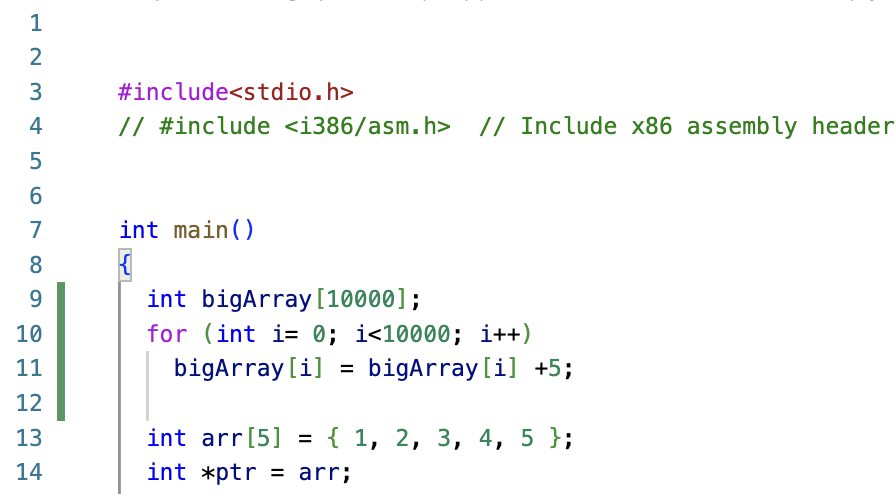 1
2
3 #include<stdio.h>
4 // #include <i386/asm.h>  // Include x86 assembly header
5
6
7 int main()
8 {
9   int bigArray[10000];
10   for (int i= 0; i<10000; i++)
11     bigArray[i] = bigArray[i] +5;
12
13   int arr[5] = { 1, 2, 3, 4, 5 };
14   int *ptr = arr;